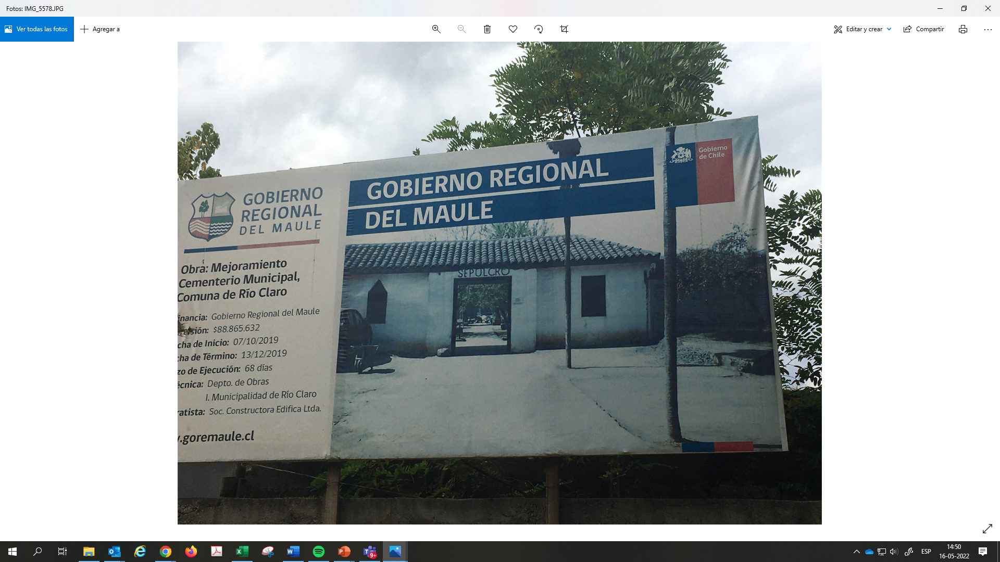 Fotos: IMG_5578.JPG
Ver todas las fotos
Agregar a
Editar y crear
Compartir
GOBIERNO
REGIONAL
DEL MAULE
Obra: Mejoramiento
Cementerio Municipal,
Comuna de Río Claro
inancia: Gobierno Regional del Maule
ersión: $88.865.632
cha de Inicio: 07/10/2019
cha de Término: 13/12/2019
zo de Ejecución: 68 días
écnica: Depto. de Obras
I. Municipalidad de Río Claro
ratista: Soc. Constructora Edifica Ltda.
.goremaule.cl
GOBIERNO REGIONAL
DEL MAULE
Gobierno
de Chile
SEPULCRO
9+
ESP
14:50
16-05-2022